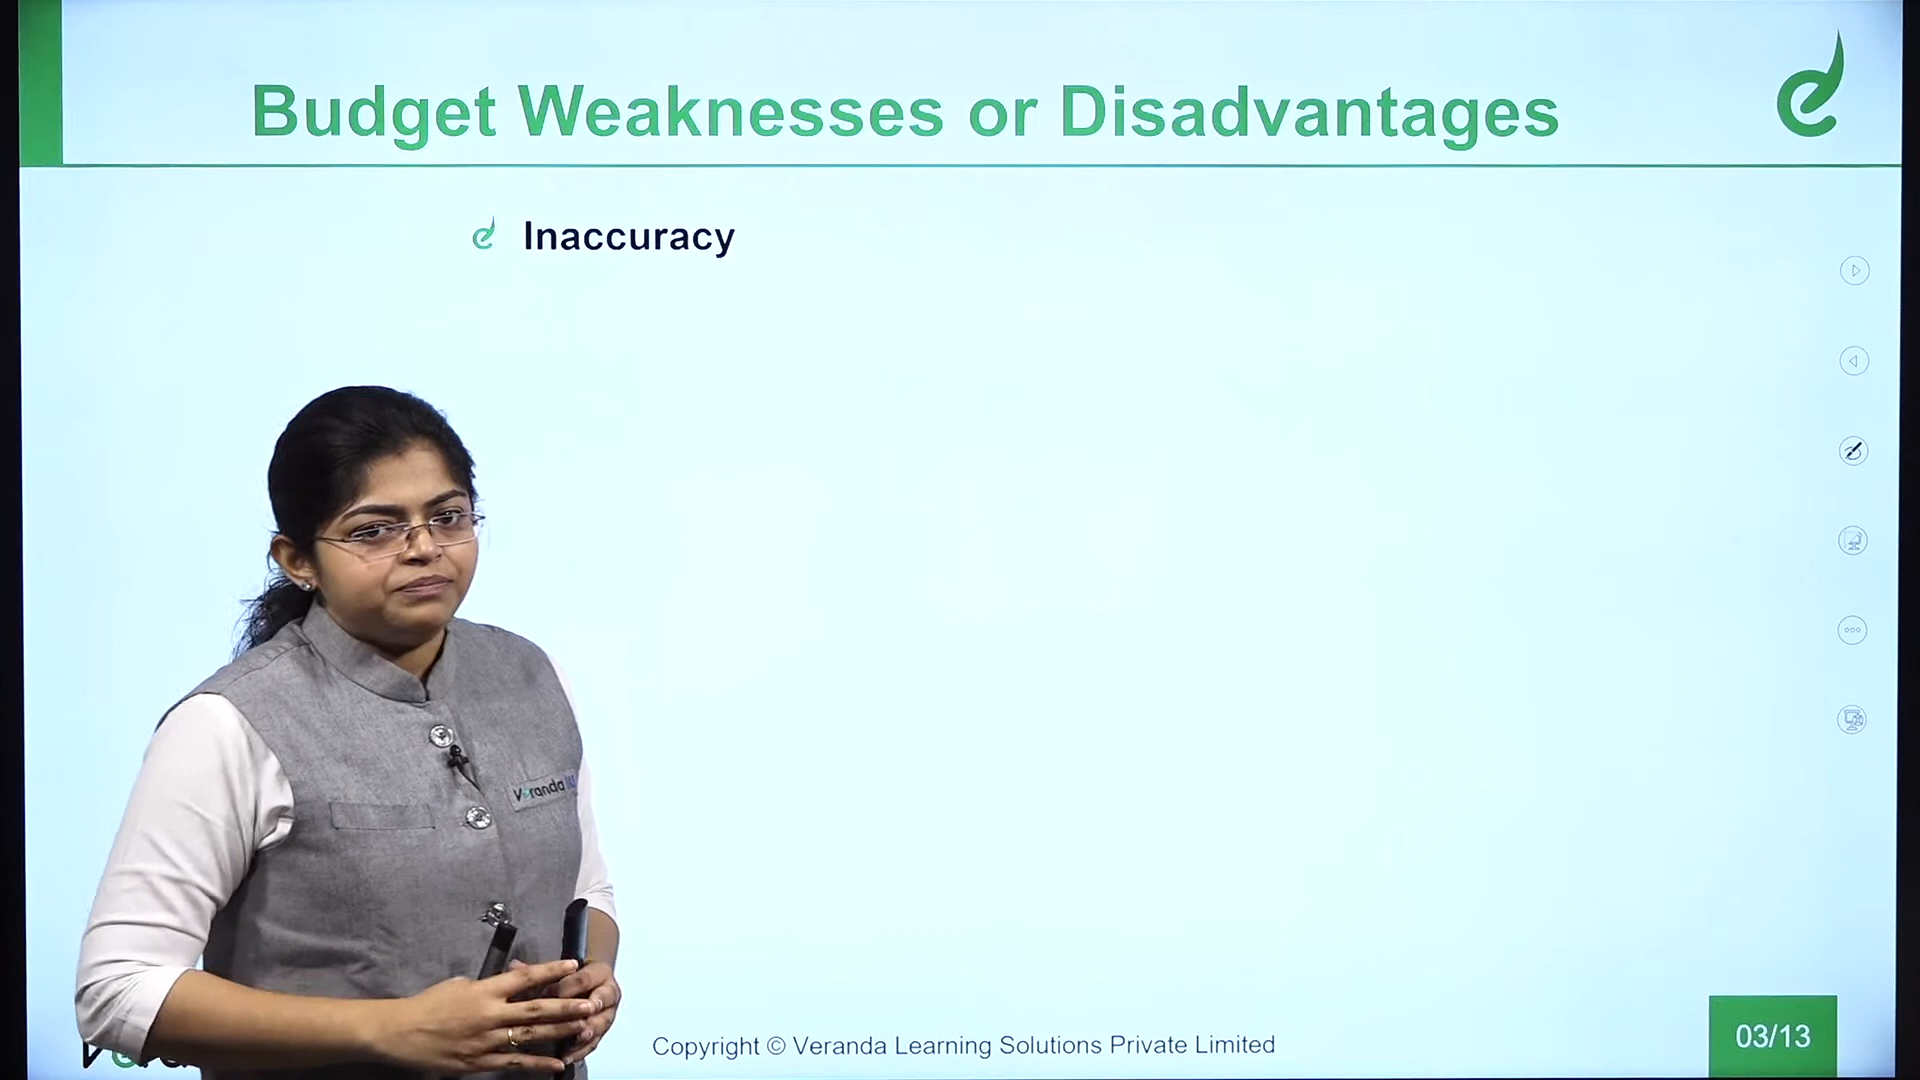 Budget Weaknesses or Disadvantages
Inaccuracy
Veranda
Copyright © Veranda Learning Solutions Private Limited
03/13